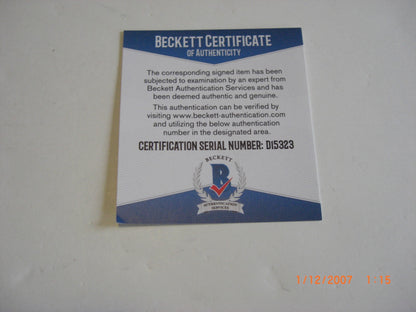 BECKETT CERTIFICATE
OF AUTHENTICITY
The corresponding signed item has been
subjected to examination by an expert from
Beckett Authentication Services and has
been deemed authentic and genuine.
This authentication can be verified by
visiting www.beckett-authentication.com
and utilizing the below authentication
number in the designated area.
CERTIFICATION SERIAL NUMBER: D15323
BECKETT
B
AUTHENTICATION
SERVICES
1/12/2007 1:15